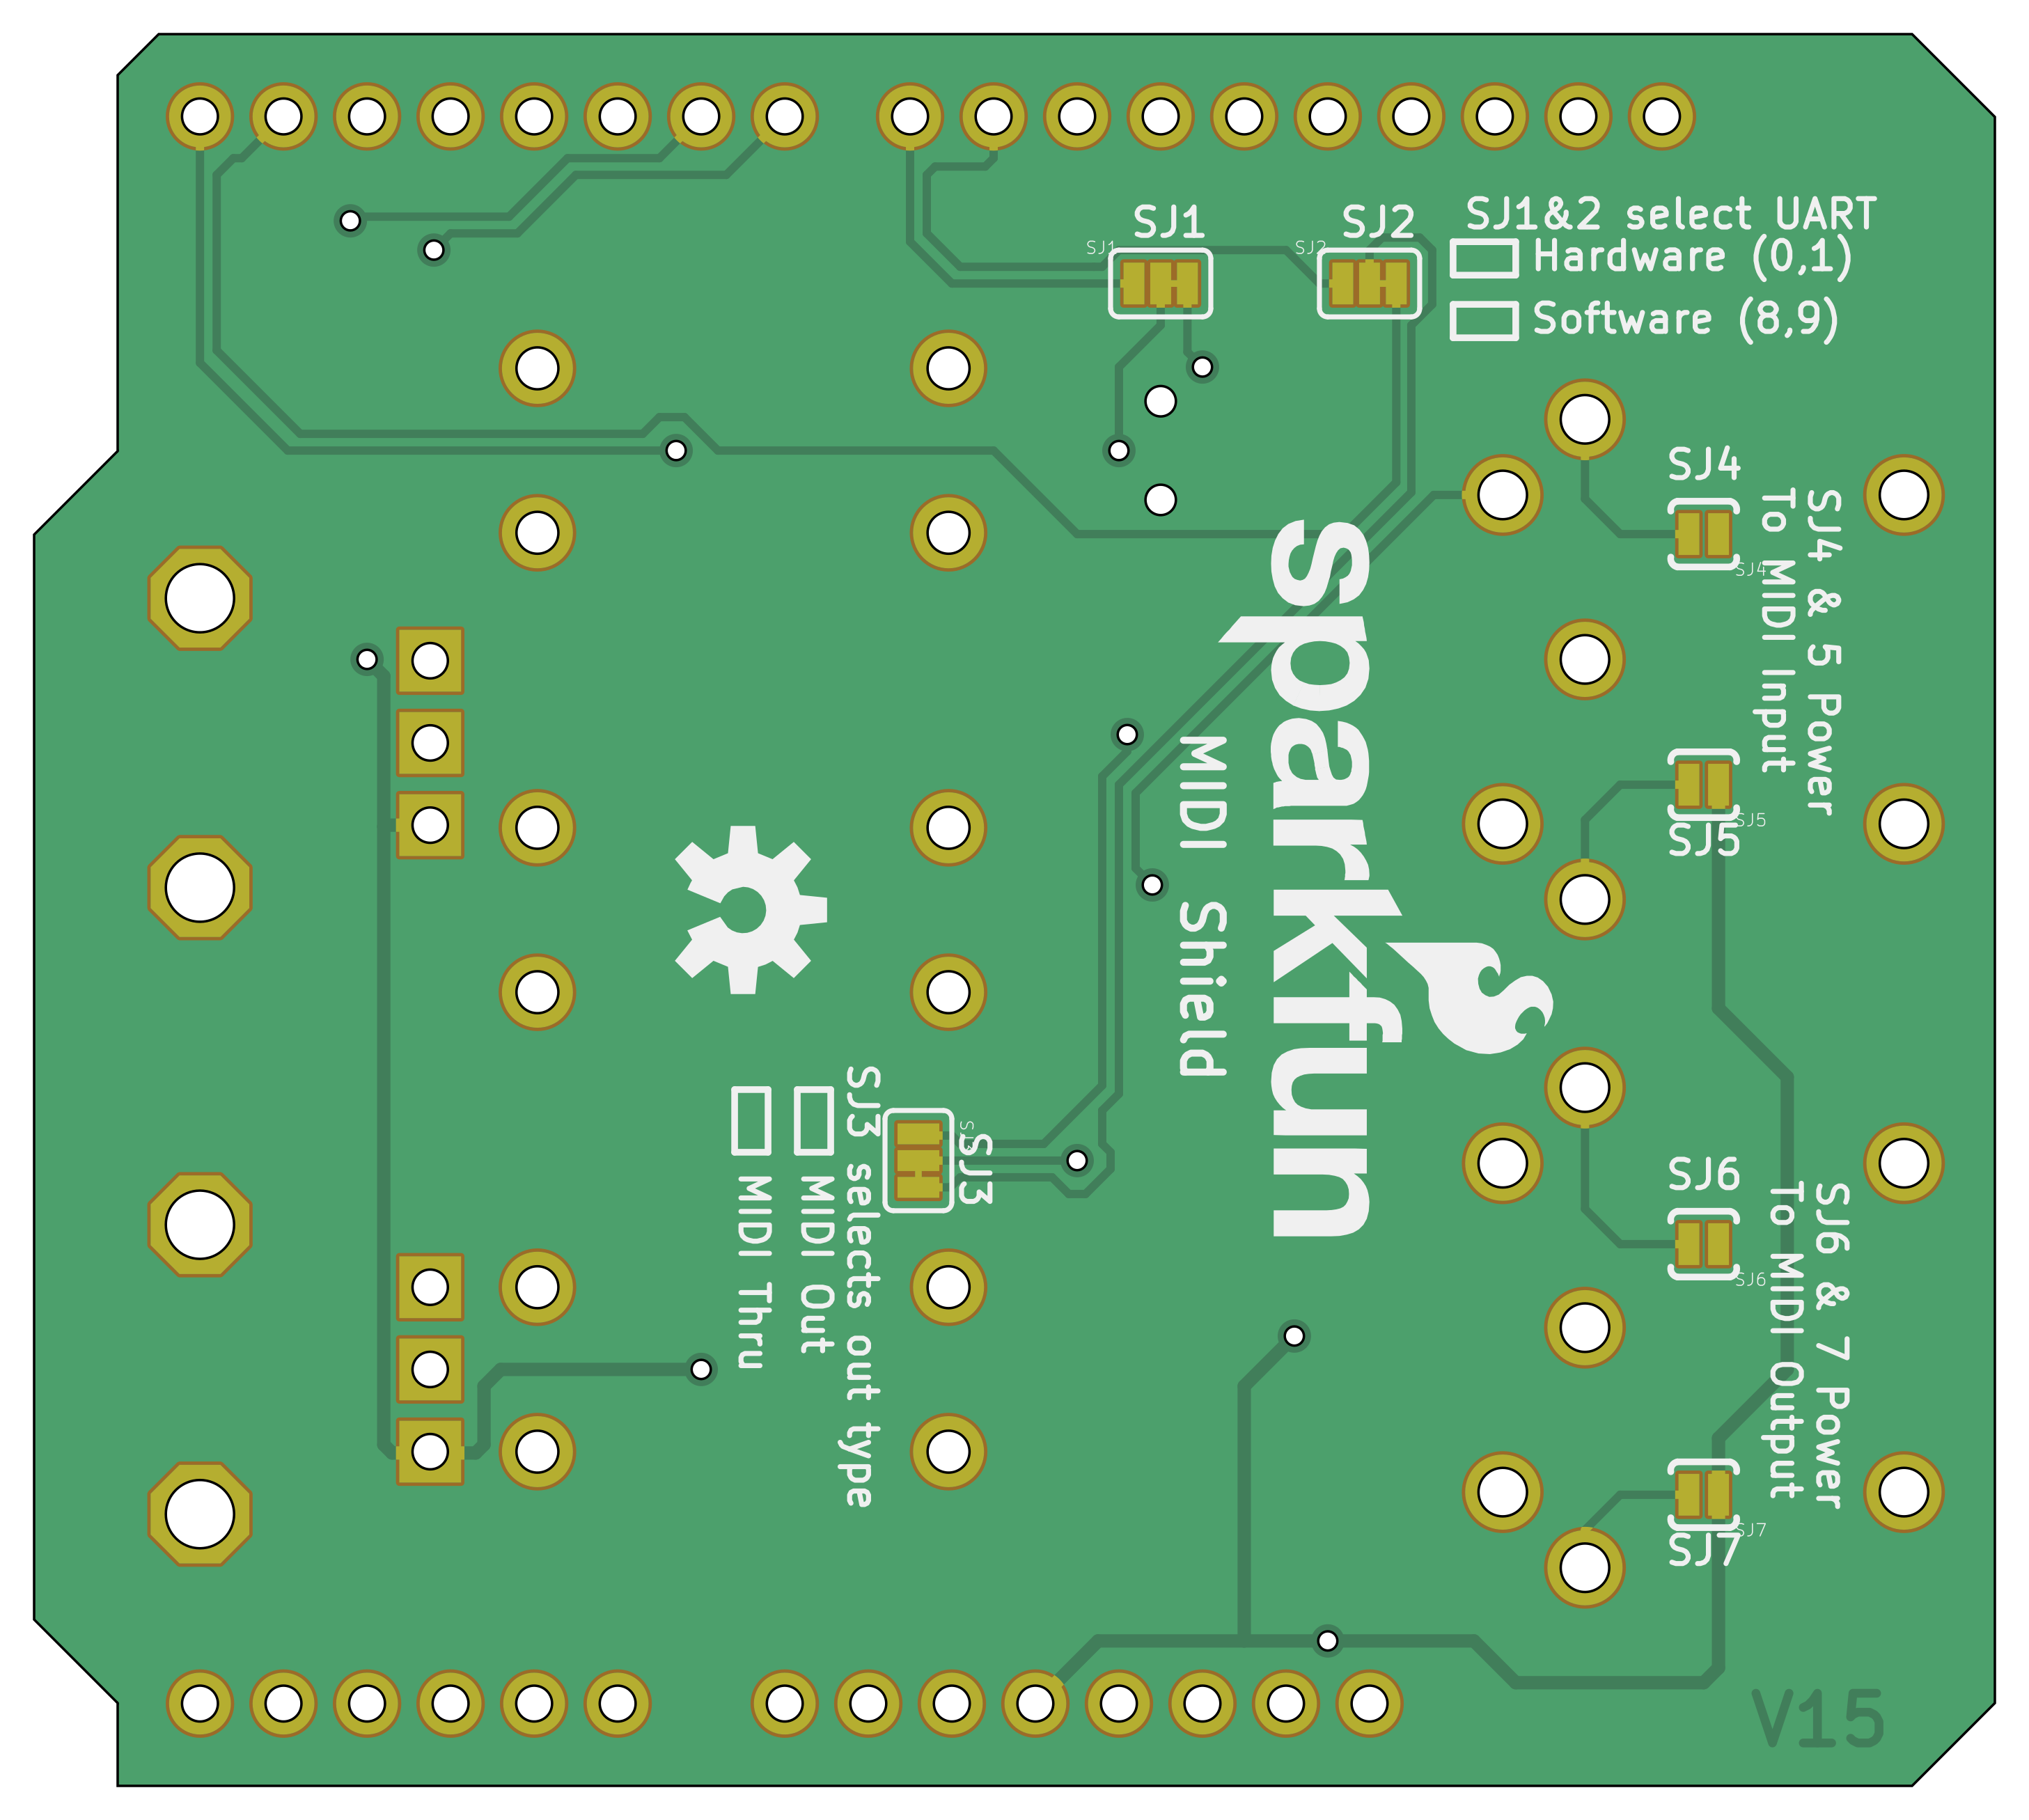 SJ1
SJ1
SJ2
SJ2
SJ1&2 select UART
Hardware (0,1)
Software (8,9)
SJ4
SJ4
SJ4 & 5 Power
To MIDI Input
SJ5
SJ5
sparkfun
MIDI Shield
SJ3
SJ3 selects out type
MIDI Out
MIDI Thru
SJ6
SJ6
SJ6 & 7 Power
To MIDI Output
SJ7
SJ7
V15